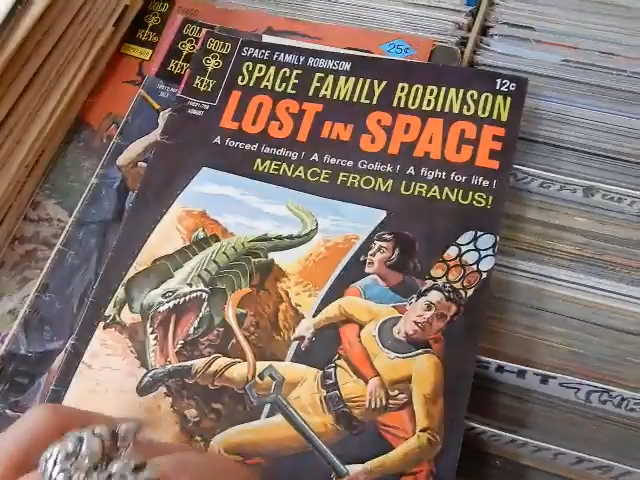 GOLD
KEY
GOLD
KEY
25¢
GOLD
KEY
SPACE FAMILY ROBINSON
12¢
SPACE FAMILY ROBINSON
AUGUST
LOST IN SPACE
A forced landing! A fierce Golick! A fight for life!
MENACE FROM URANUS!